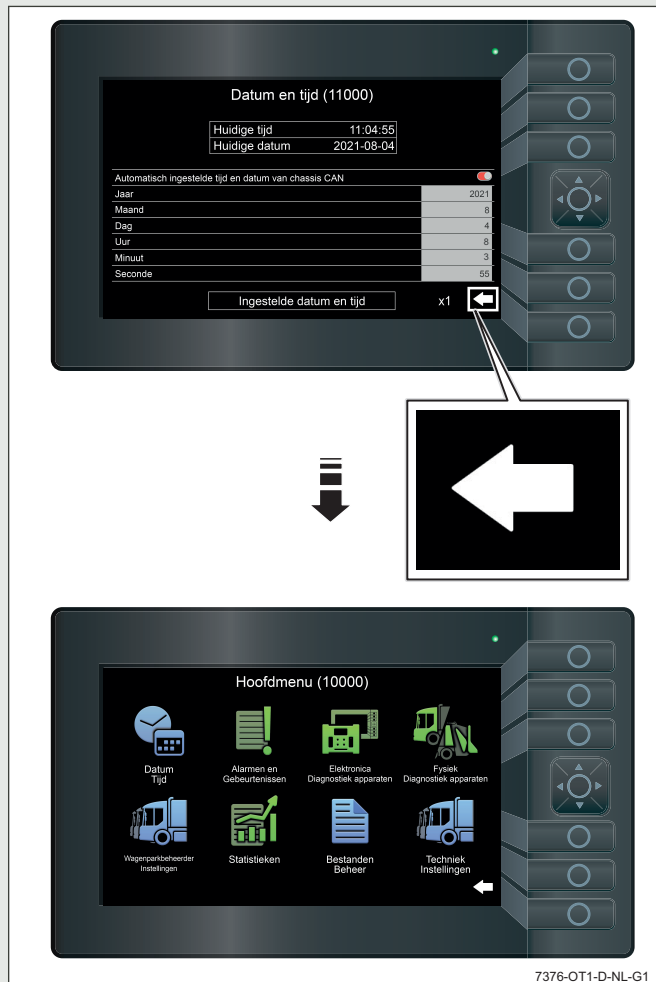 Datum en tijd (11000)
Huidige tijd 11:04:55
Huidige datum 2021-08-04
Automatisch ingestelde tijd en datum van chassis CAN
Jaar 2021
Maand 8
Dag 4
Uur 8
Minuut 3
Seconde 55
Ingestelde datum en tijd x1
Hoofdmenu (10000)
Datum
Tijd
Alarmen en
Gebeurtenissen
Elektronica
Diagnostiek apparaten
Fysiek
Diagnostiek apparaten
Wagenparkbeheerder
Instellingen
Statistieken
Bestanden
Beheer
Techniek
Instellingen
7376-OT1-D-NL-G1